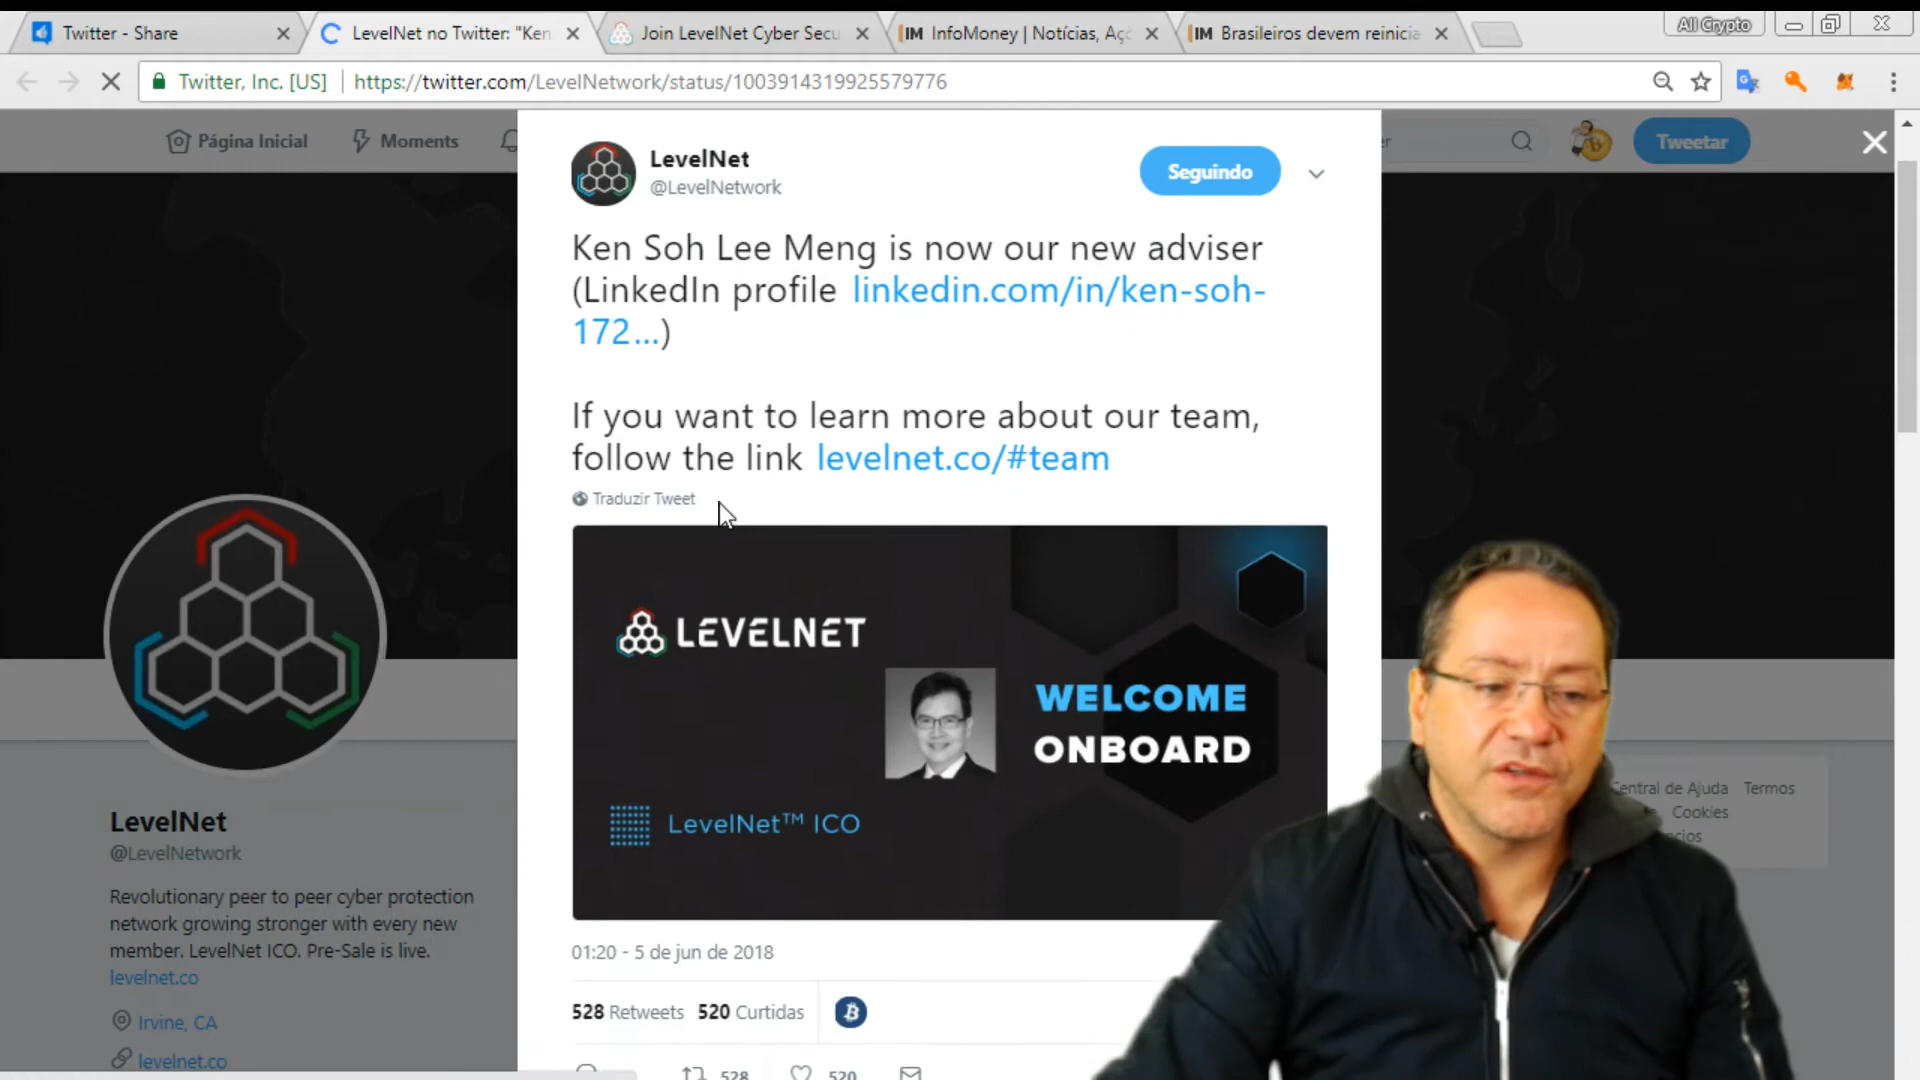 Twitter - Share
LevelNet no Twitter: "Ken
Join LevelNet Cyber Secu
IM InfoMoney | Notícias, Açõ
IM Brasileiros devem reinicia
All Crypto
Twitter, Inc. [US]
https://twitter.com/LevelNetwork/status/1003914319925579776
Página Inicial
Moments
Tweetar
LevelNet
@LevelNetwork
Seguindo
Ken Soh Lee Meng is now our new adviser
(LinkedIn profile linkedin.com/in/ken-soh-
172...)
If you want to learn more about our team,
follow the link levelnet.co/#team
Traduzir Tweet
LEVELNET
WELCOME
ONBOARD
LevelNet™ ICO
01:20 - 5 de jun de 2018
528 Retweets 520 Curtidas
528
520
LevelNet
@LevelNetwork
Revolutionary peer to peer cyber protection
network growing stronger with every new
member. LevelNet ICO. Pre-Sale is live.
levelnet.co
Irvine, CA
levelnet.co
Central de Ajuda Termos
Cookies